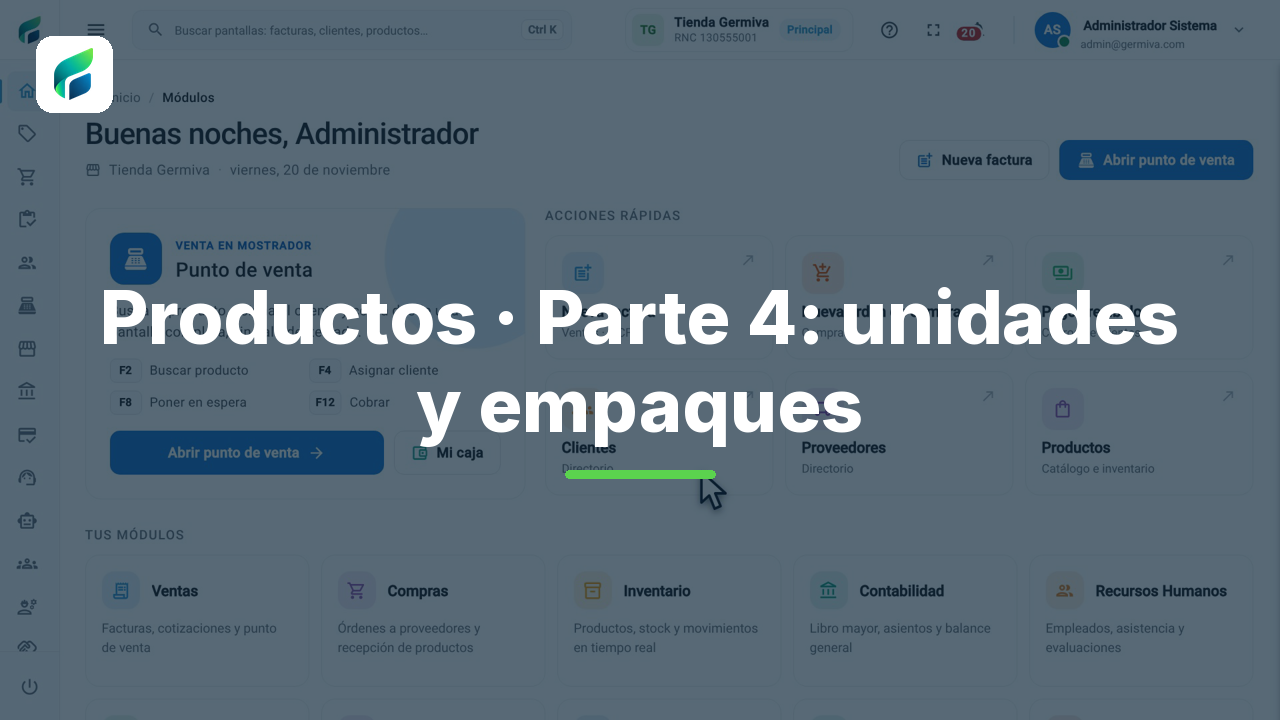 Buscar pantallas: facturas, clientes, productos...
Ctrl K
TG
Tienda Germiva
RNC 130555001
Principal
20
AS
Administrador Sistema
admin@germiva.com
Inicio / Módulos
Buenas noches, Administrador
Tienda Germiva · viernes, 20 de noviembre
Nueva factura
Abrir punto de venta
VENTA EN MOSTRADOR
Punto de venta
ACCIONES RÁPIDAS
Productos · Parte 4: unidades
y empaques
F2 Buscar producto
F4 Asignar cliente
F8 Poner en espera
F12 Cobrar
Abrir punto de venta
Mi caja
Clientes
Directorio
Proveedores
Directorio
Productos
Catálogo e inventario
TUS MÓDULOS
Ventas
Facturas, cotizaciones y punto
de venta
Compras
Órdenes a proveedores y
recepción de productos
Inventario
Productos, stock y movimientos
en tiempo real
Contabilidad
Libro mayor, asientos y balance
general
Recursos Humanos
Empleados, asistencia y
evaluaciones